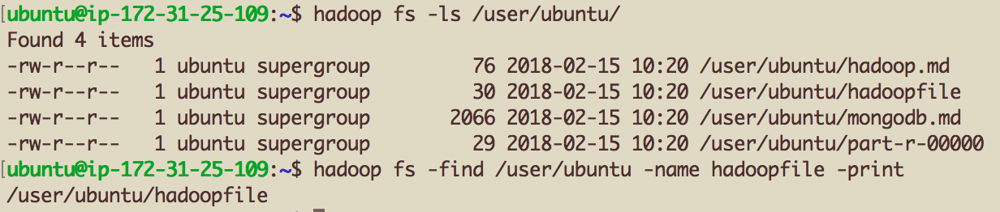 [ubuntu@ip-172-31-25-109:~$ hadoop fs -ls /user/ubuntu/
Found 4 items
-rw-r--r--   1 ubuntu supergroup         76 2018-02-15 10:20 /user/ubuntu/hadoop.md
-rw-r--r--   1 ubuntu supergroup         30 2018-02-15 10:20 /user/ubuntu/hadoopfile
-rw-r--r--   1 ubuntu supergroup       2066 2018-02-15 10:20 /user/ubuntu/mongodb.md
-rw-r--r--   1 ubuntu supergroup         29 2018-02-15 10:20 /user/ubuntu/part-r-00000
[ubuntu@ip-172-31-25-109:~$ hadoop fs -find /user/ubuntu -name hadoopfile -print
/user/ubuntu/hadoopfile